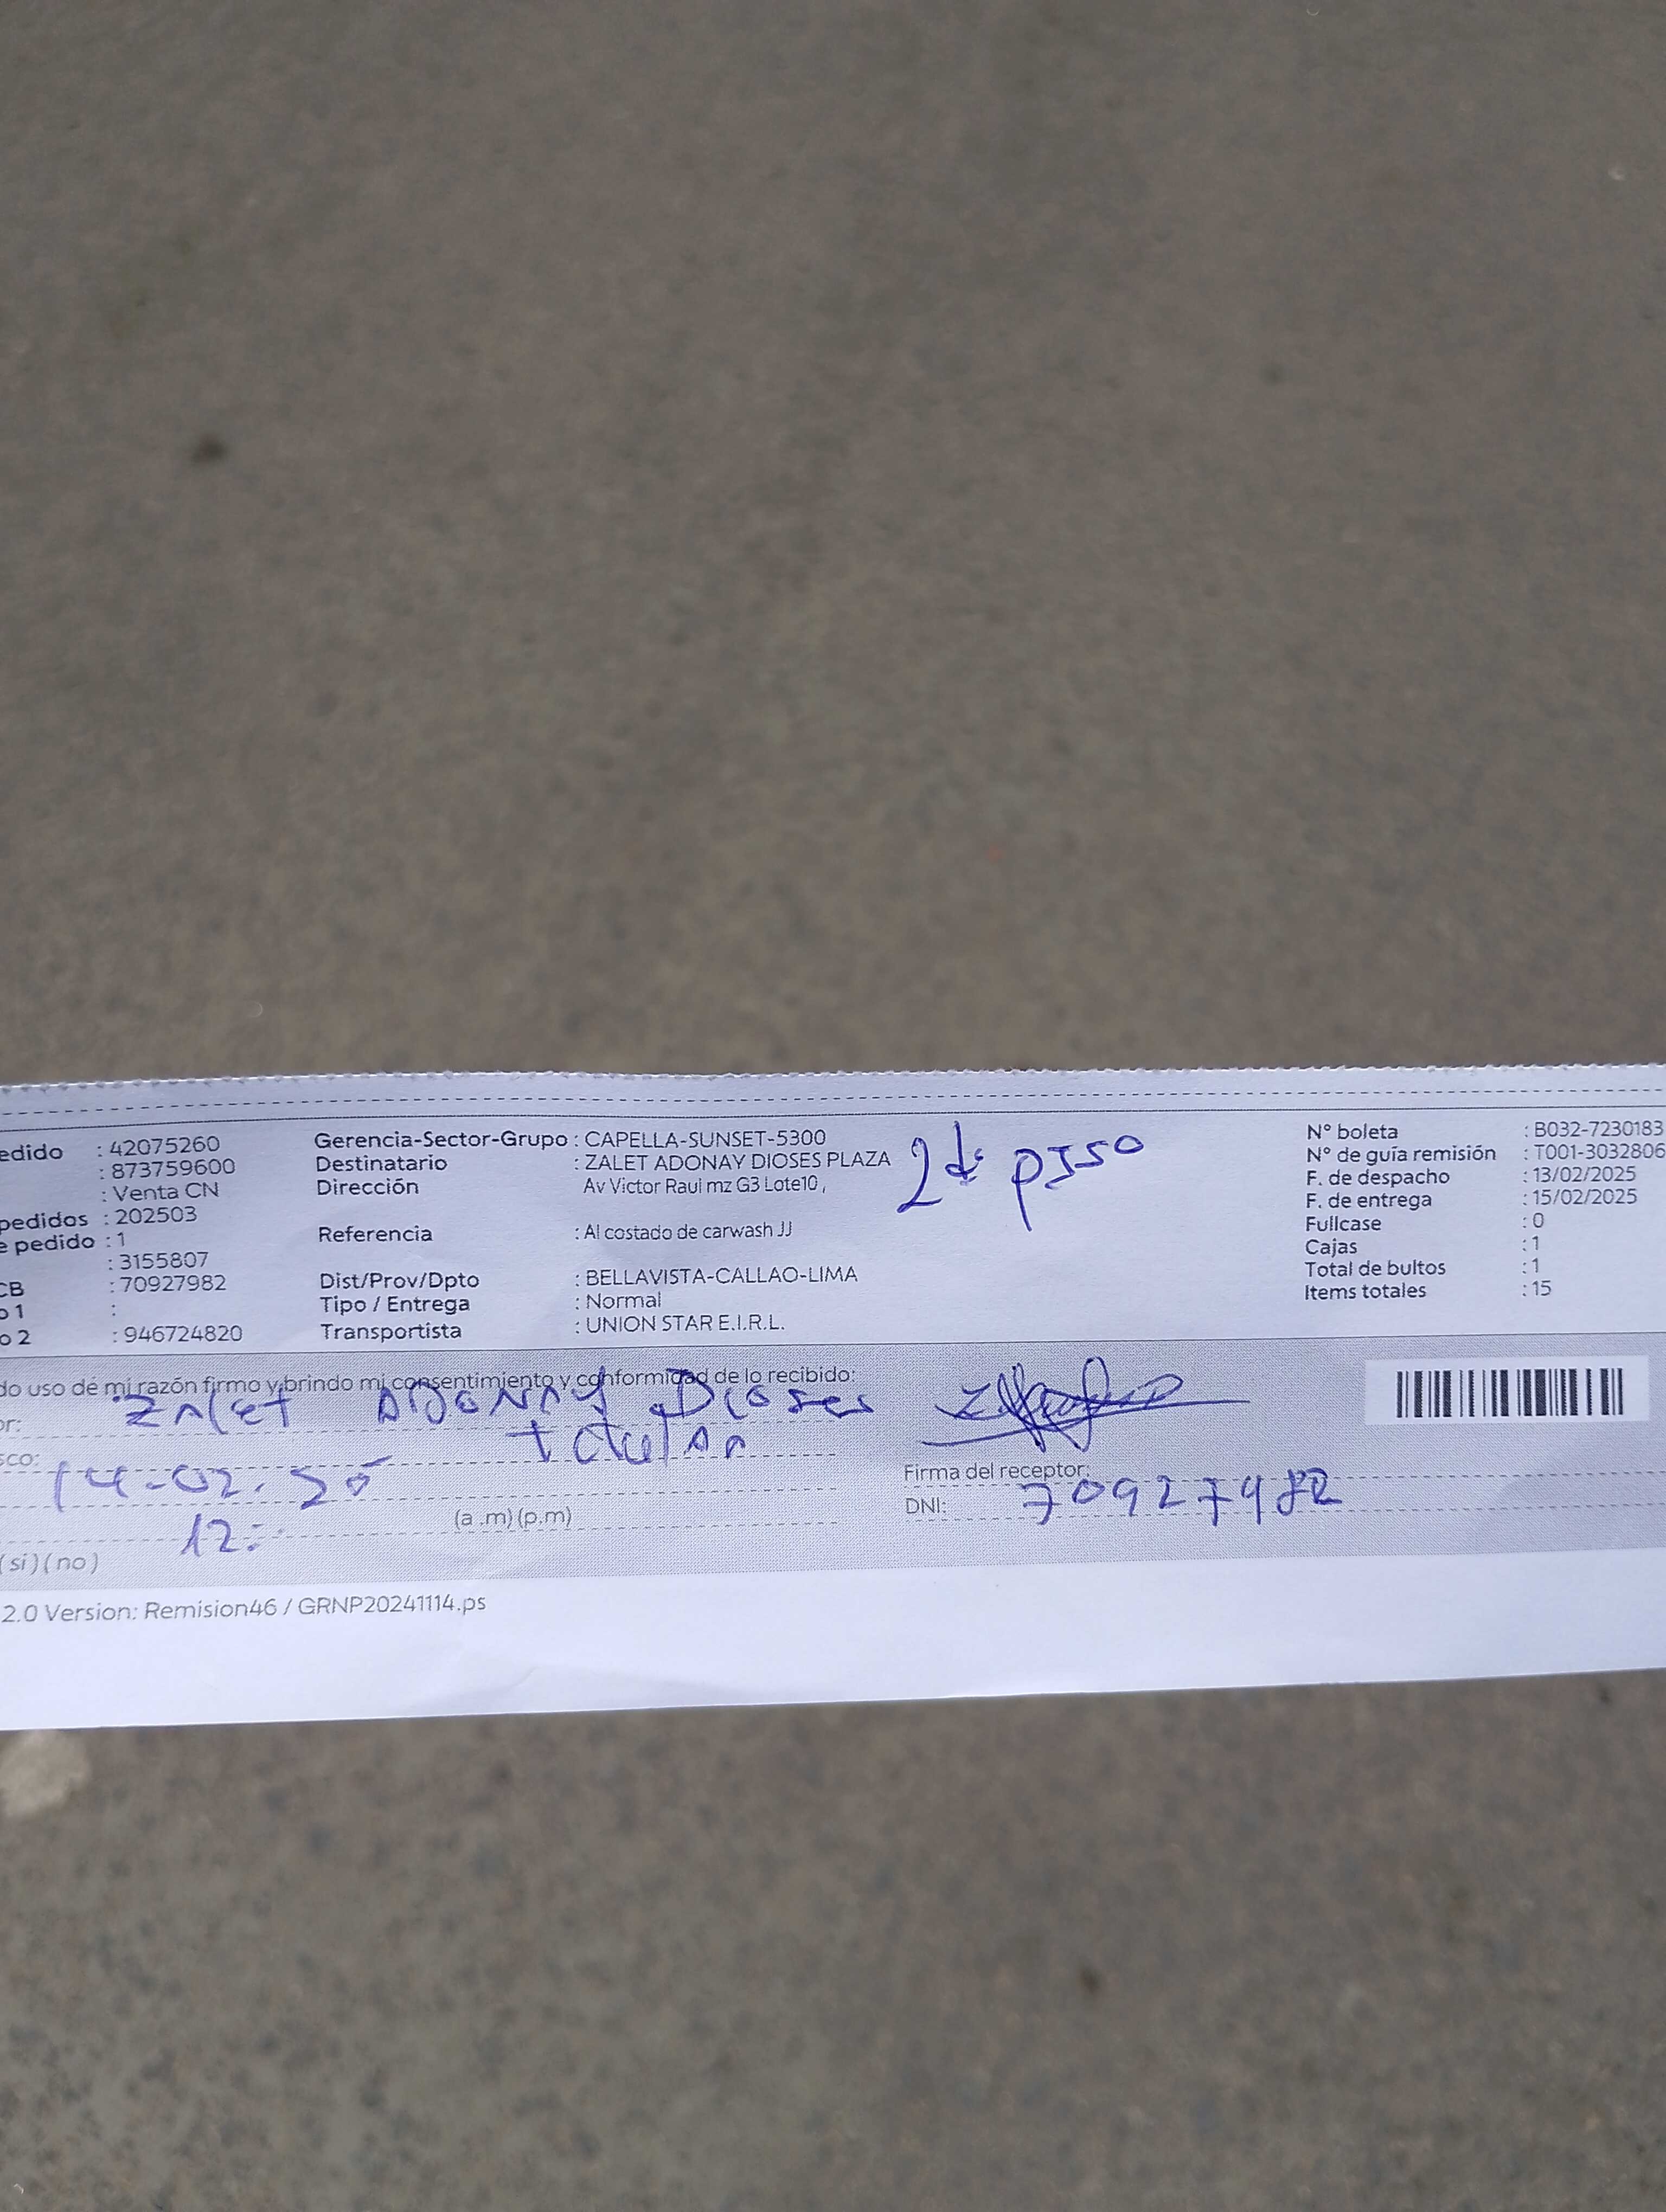 edido : 42075260
: 873759600
: Venta CN
pedidos : 202503
e pedido : 1
: 3155807
CB : 70927982
o 1 :
o 2 : 946724820
Gerencia-Sector-Grupo : CAPELLA-SUNSET-5300
Destinatario : ZALET ADONAY DIOSES PLAZA
Dirección Av Victor Raul mz G3 Lote10,
2do pIso
Referencia : Al costado de carwash JJ
Dist/Prov/Dpto : BELLAVISTA-CALLAO-LIMA
Tipo / Entrega : Normal
Transportista : UNION STAR E.I.R.L.
N° boleta : B032-7230183
N° de guía remisión : T001-3032806
F. de despacho : 13/02/2025
F. de entrega : 15/02/2025
Fullcase : 0
Cajas : 1
Total de bultos : 1
Items totales : 15
do uso de mi razón firmo y brindo mi consentimiento y conformidad de lo recibido:
or: Zalet ADONAY Dioses
sco: titular
14-02-25
12: (a .m) (p.m)
(si) (no)
Firma del receptor:
DNI: 70927982
2.0 Version: Remision46 / GRNP20241114.ps